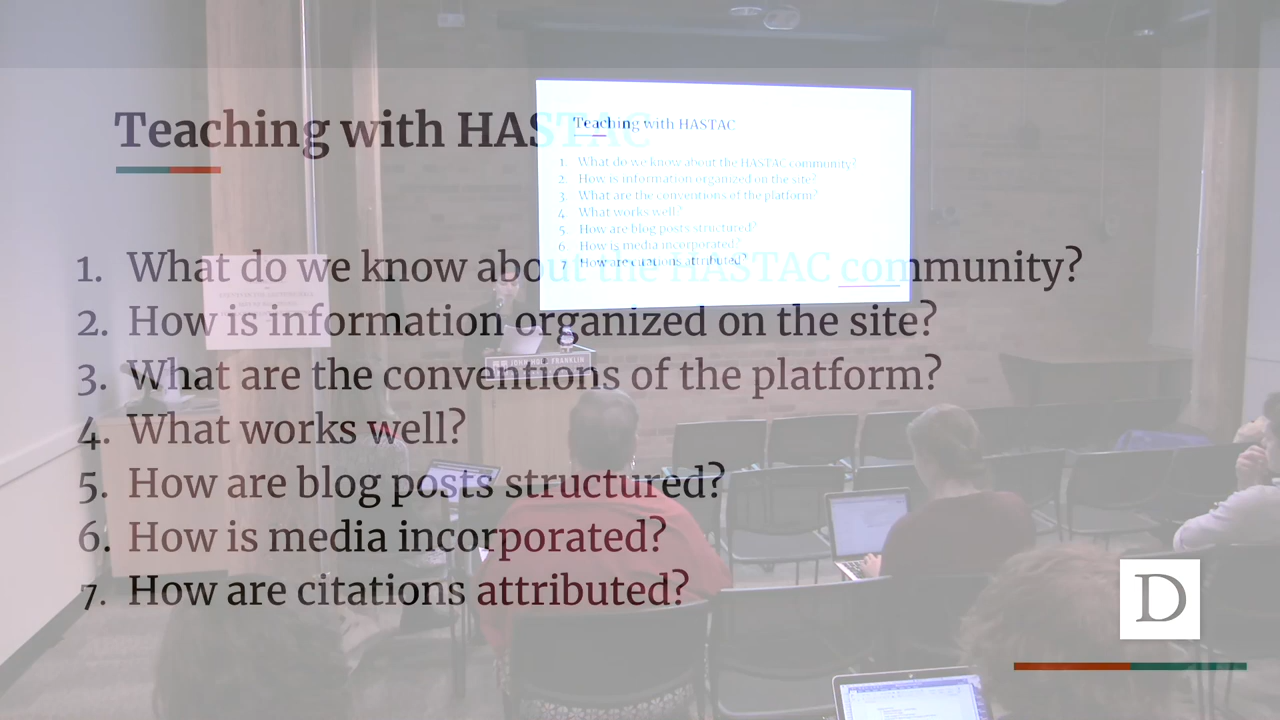 Teaching with HASTAC
1. What do we know about the HASTAC community?
2. How is information organized on the site?
3. What are the conventions of the platform?
4. What works well?
5. How are blog posts structured?
6. How is media incorporated?
7. How are citations attributed?
Teaching with HASTAC
1. What do we know about the HASTAC community?
2. How is information organized on the site?
3. What are the conventions of the platform?
4. What works well?
5. How are blog posts structured?
6. How is media incorporated?
7. How are citations attributed?
JOHN HOPE FRANKLIN
D